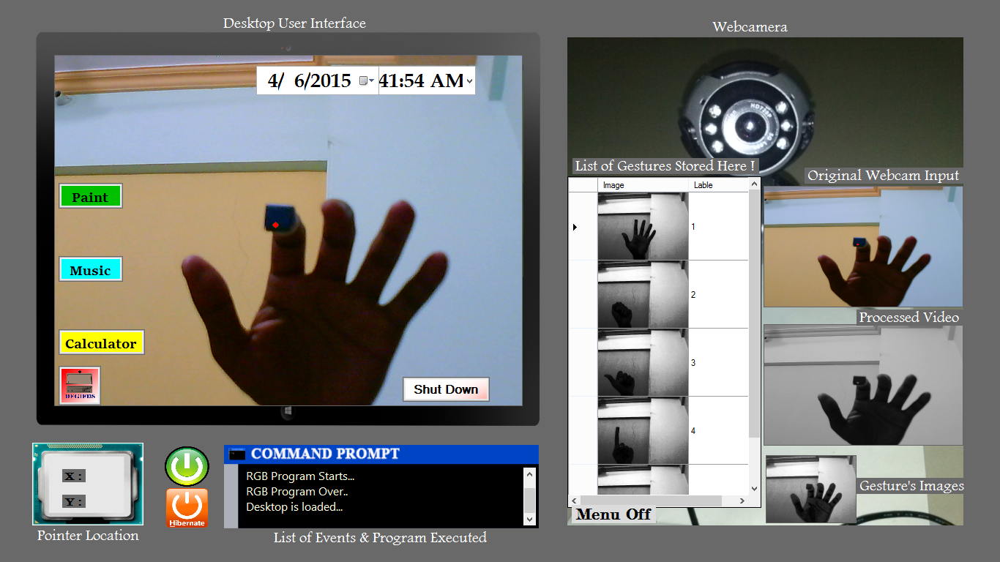 Desktop User Interface
Webcamera
4/ 6/2015 41:54 AM
HD720P
List of Gestures Stored Here !
Original Webcam Input
Image Lable
1
2
3
4
Paint
Music
Calculator
Shut Down
Processed Video
Gesture's Images
Menu Off
X :
Y :
Pointer Location
Hibernate
COMMAND PROMPT
RGB Program Starts...
RGB Program Over..
Desktop is loaded...
List of Events & Program Executed